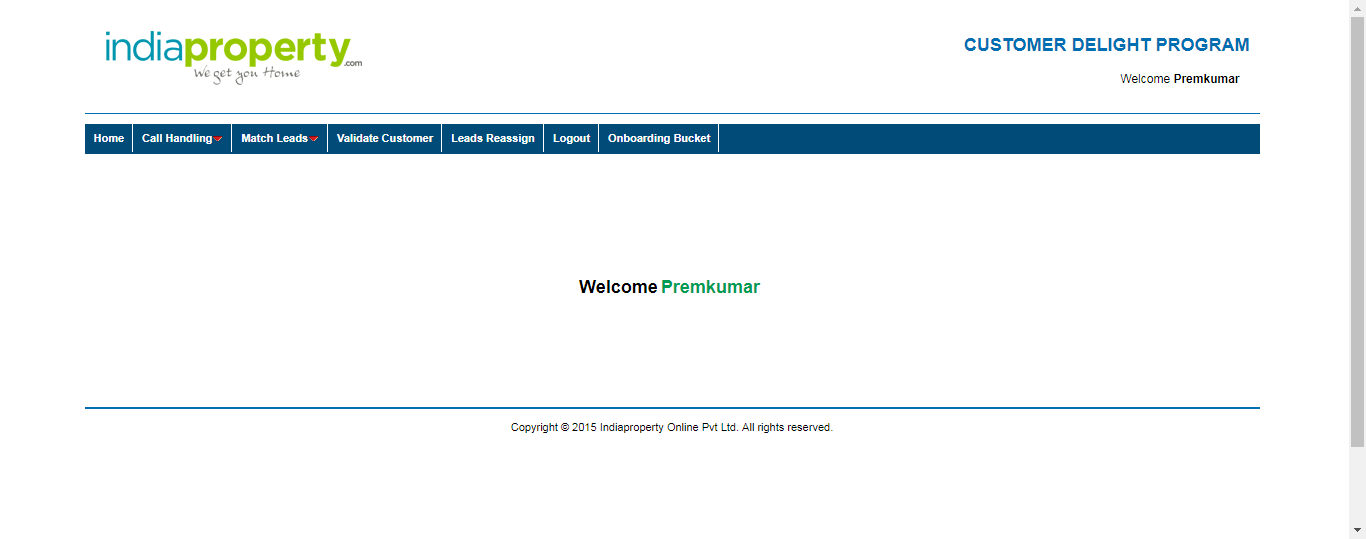 indiaproperty.com
We get you Home
CUSTOMER DELIGHT PROGRAM
Welcome Premkumar
Home Call Handling Match Leads Validate Customer Leads Reassign Logout Onboarding Bucket
Welcome Premkumar
Copyright © 2015 Indiaproperty Online Pvt Ltd. All rights reserved.